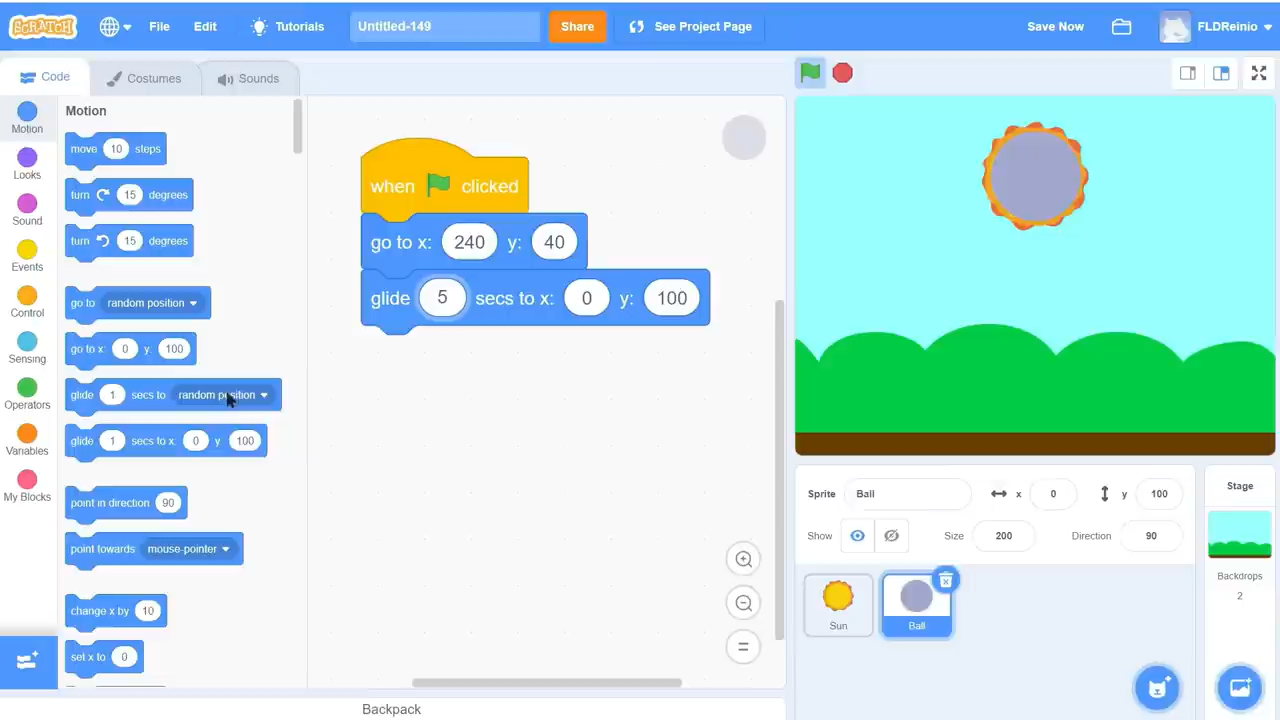 SCRATCH File Edit Tutorials Untitled-149 Share See Project Page Save Now FLDReinio
Code Costumes Sounds
Motion
Looks
Sound
Events
Control
Sensing
Operators
Variables
My Blocks
Motion
move 10 steps
turn 15 degrees
turn 15 degrees
go to random position
go to x: 0 y: 100
glide 1 secs to random position
glide 1 secs to x: 0 y 100
point in direction 90
point towards mouse-pointer
change x by 10
set x to 0
when clicked
go to x: 240 y: 40
glide 5 secs to x: 0 y: 100
Backpack
Sprite Ball x 0 y 100
Show Size 200 Direction 90
Sun
Ball
Stage
Backdrops
2